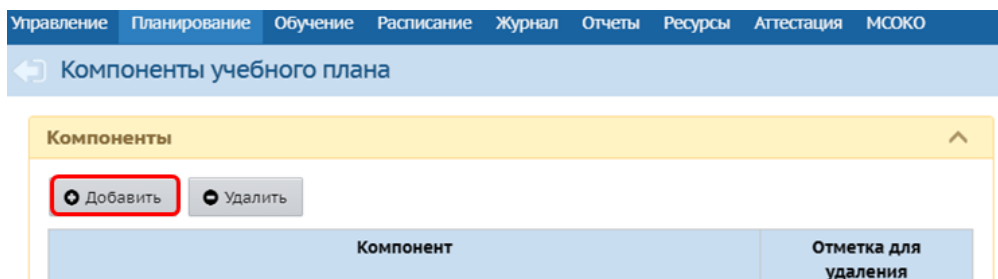 Управление Планирование Обучение Расписание Журнал Отчеты Ресурсы Аттестация МСОКО
Компоненты учебного плана
Компоненты
Добавить Удалить
Компонент Отметка для
удаления